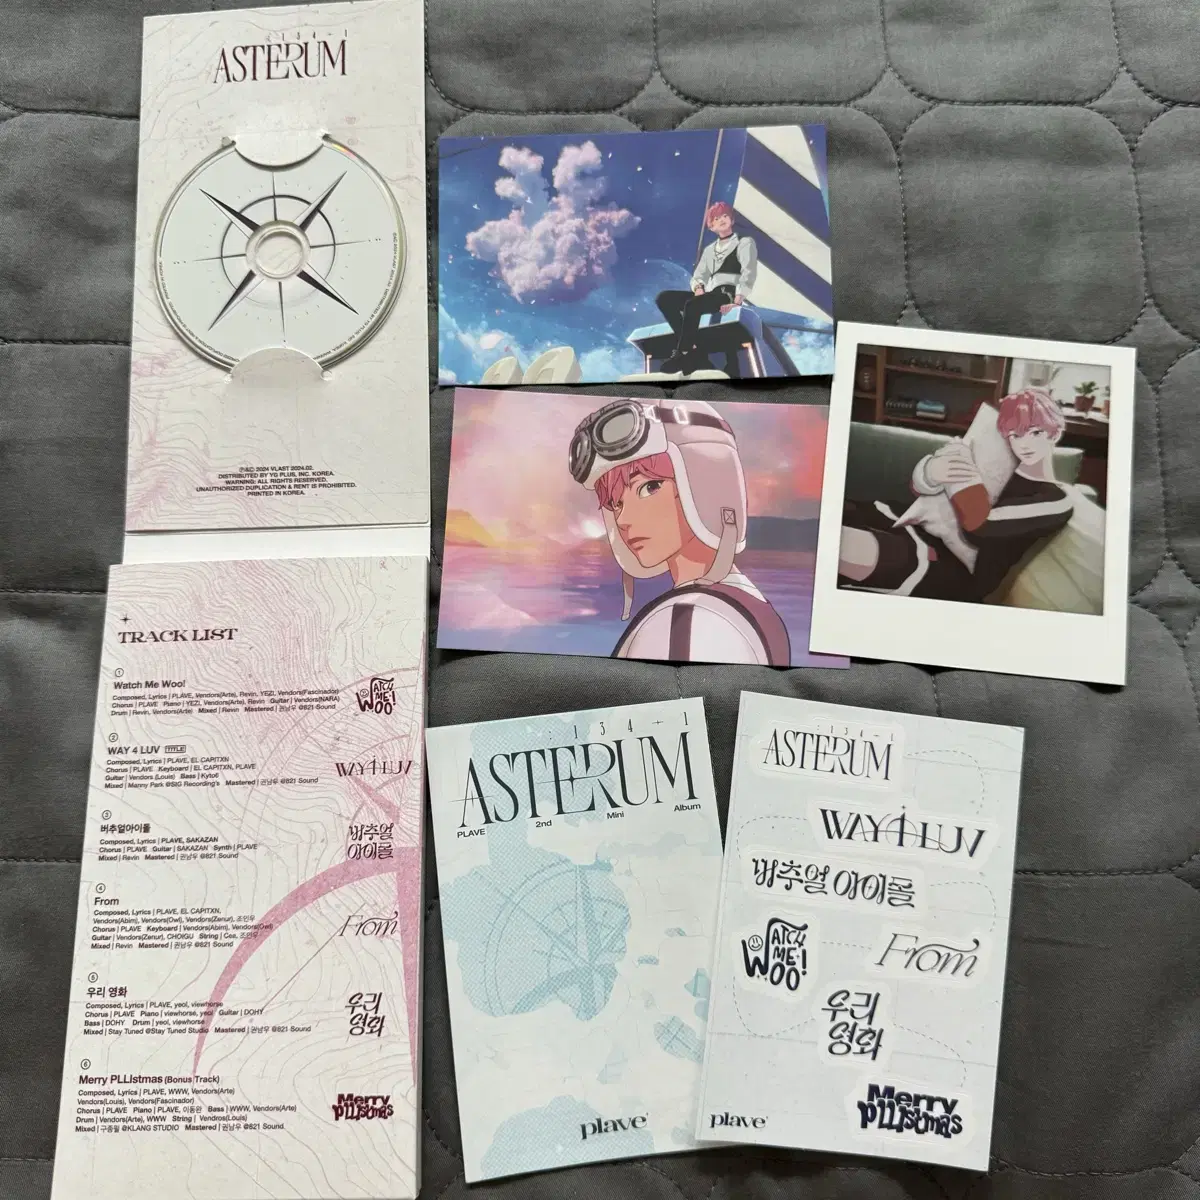 :134-1
ASTERUM
Ⓟ&Ⓒ 2024 VLAST 2024.02.
DISTRIBUTED BY YG PLUS, INC. KOREA.
WARNING: ALL RIGHTS RESERVED.
UNAUTHORIZED DUPLICATION & RENT IS PROHIBITED.
PRINTED IN KOREA.
TRACK LIST
①
Watch Me Woo!
Composed, Lyrics | PLAVE, Vendors(Arte), Revin, YEZI, Vendors(Fascinador)
Chorus | PLAVE Piano | YEZI, Vendors(Arte), Revin Guitar | Vendors(NARA)
Drum | Revin, Vendors(Arte) Mixed | Revin Mastered | 권남우 @821 Sound
WATCH ME! WOO
②
WAY 4 LUV TITLE
Composed, Lyrics | PLAVE, EL CAPITXN
Chorus | PLAVE Keyboard | EL CAPITXN, PLAVE
Guitar | Vendors (Louis) Bass | Kyto6
Mixed | Manny Park @SIG Recording's Mastered | 권남우 @821 Sound
WAY 4 LUV
③
버추얼아이돌
Composed, Lyrics | PLAVE, SAKAZAN
Chorus | PLAVE Guitar | SAKAZAN Synth | PLAVE
Mixed | Revin Mastered | 권남우 @821 Sound
버추얼
아이돌
④
From
Composed, Lyrics | PLAVE, EL CAPITXN,
Vendors(Abim), Vendors(Owl), Vendors(Zenur), 조인우
Chorus | PLAVE Keyboard | Vendors(Abim), Vendors(Owl)
Guitar | Vendors(Zenur), CHOIGU String | Cea, 조인우
Mixed | Revin Mastered | 권남우 @821 Sound
From
⑤
우리 영화
Composed, Lyrics | PLAVE, yeol, viewhorse
Chorus | PLAVE Piano | viewhorse, yeol Guitar | DOHY
Bass | DOHY Drum | yeol, viewhorse
Mixed | Stay Tuned @Stay Tuned Studio Mastered | 권남우 @821 Sound
우리
영화
⑥
Merry PLLIstmas (Bonus Track)
Composed, Lyrics | PLAVE, WWW, Vendors(Arte)
Vendors(Louis), Vendors(Fascinador)
Chorus | PLAVE Piano | PLAVE, 이동완 Bass | WWW, Vendors(Arte)
Drum | Vendors(Arte), WWW String | Vendros(Louis)
Mixed | 구종필 @KLANG STUDIO Mastered | 권남우 @821 Sound
Merry
PLLIstmas
:134-1
ASTERUM
PLAVE 2nd Mini Album
plave
:134-1
ASTERUM
WAY 4 LUV
버추얼 아이돌
WATCH ME! WOO
From
우리
영화
Merry
PLLIstmas
plave